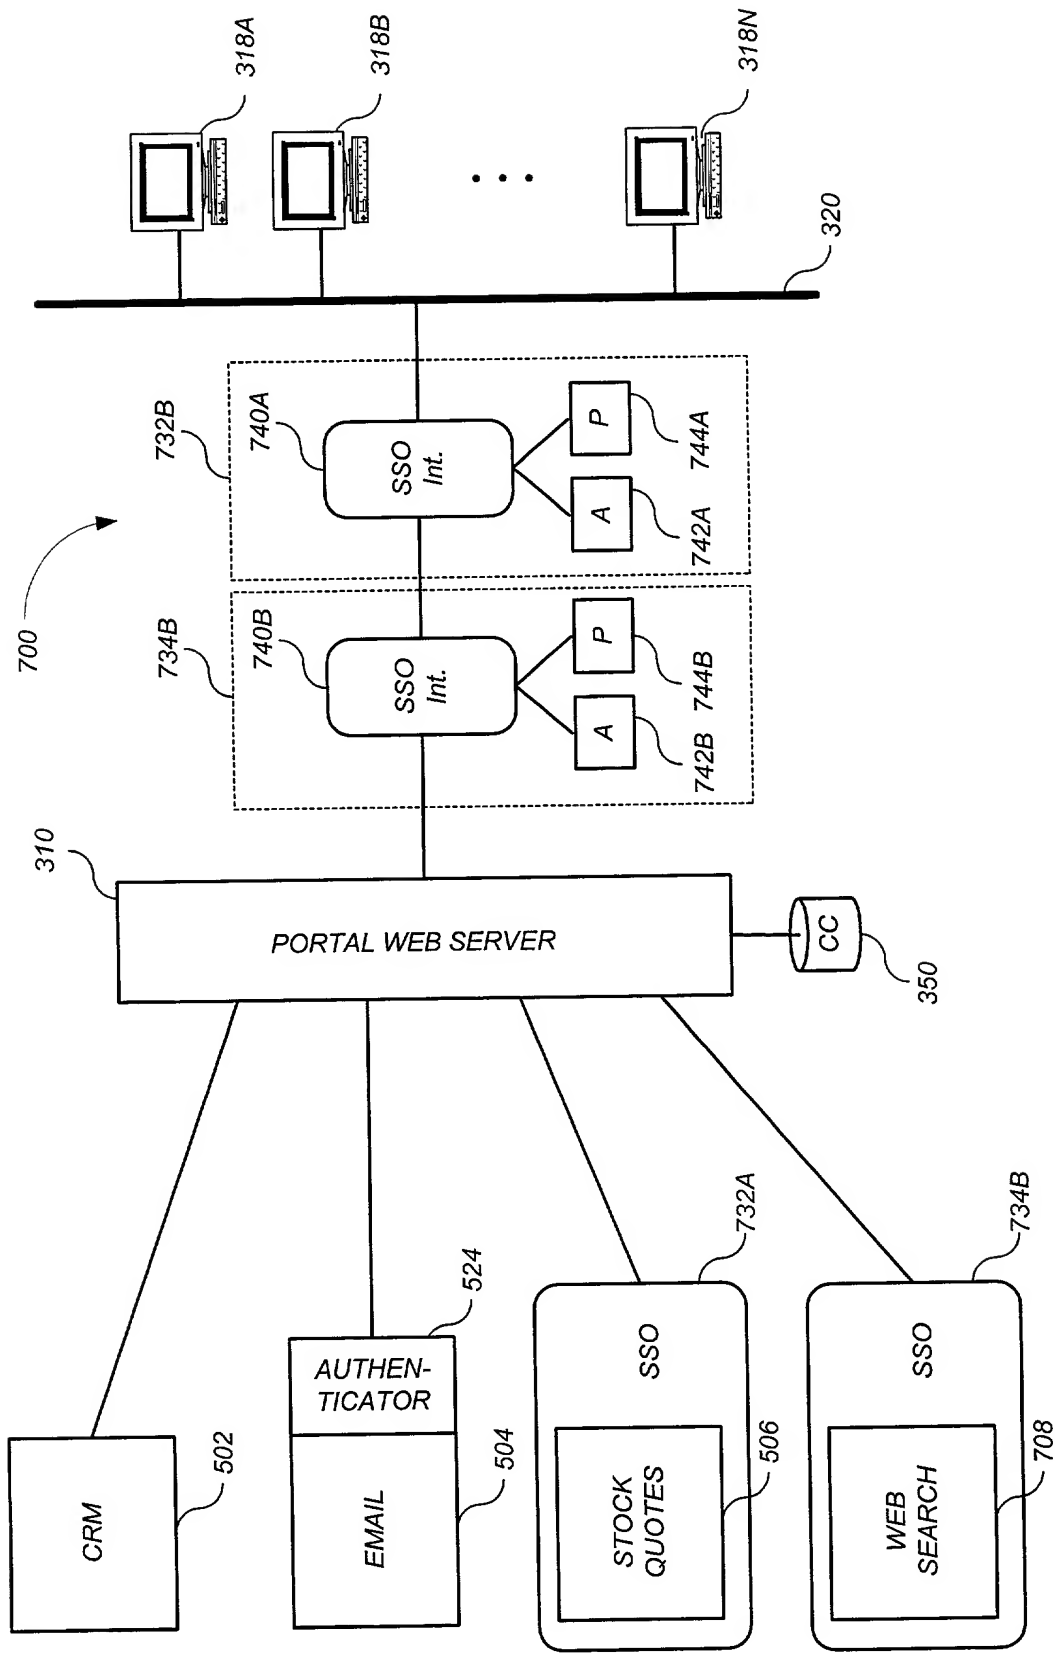 CRM
502
EMAIL
504
AUTHEN-
TICATOR
524
STOCK
QUOTES
506
SSO
732A
WEB
SEARCH
708
SSO
734B
310
PORTAL WEB SERVER
CC
350
700
734B
740B
SSO
Int.
A
742B
P
744B
732B
740A
SSO
Int.
A
742A
P
744A
320
318A
318B
318N